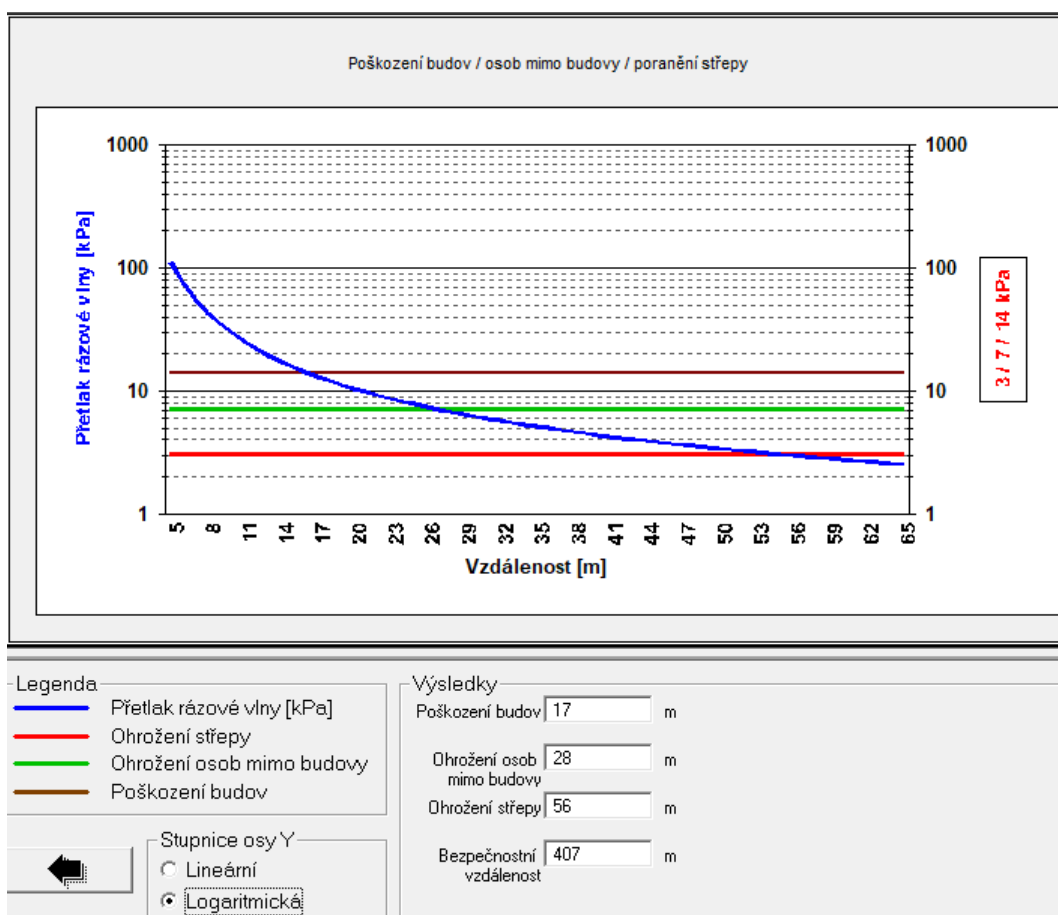 Poškození budov / osob mimo budovy / poranění střepy
1000
100
10
1
Přetlak rázové vlny [kPa]
1000
100
10
1
3 / 7 / 14 kPa
5 8 11 14 17 20 23 26 29 32 35 38 41 44 47 50 53 56 59 62 65
Vzdálenost [m]
Legenda
Přetlak rázové vlny [kPa]
Ohrožení střepy
Ohrožení osob mimo budovy
Poškození budov
Stupnice osy Y
Lineární
Logaritmická
Výsledky
Poškození budov 17 m
Ohrožení osob 28 m
mimo budovy
Ohrožení střepy 56 m
Bezpečnostní 407 m
vzdálenost